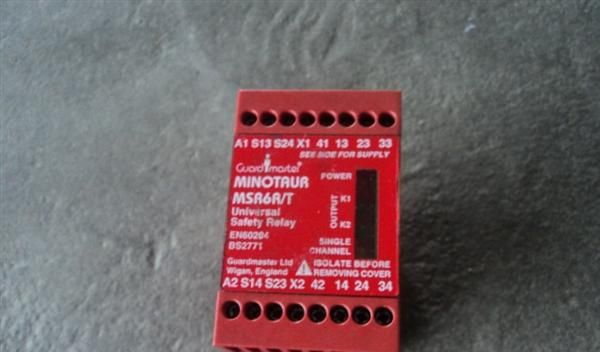 A1 S13 S24 X1 41 13 23 33
SEE SIDE FOR SUPPLY
Guardmaster
MINOTAUR
MSR6R/T
Universal
Safety Relay
EN60204
BS2771
Guardmaster Ltd
Wigan, England
POWER
OUTPUT
K1
K2
SINGLE
CHANNEL
ISOLATE BEFORE
REMOVING COVER
A2 S14 S23 X2 42 14 24 34